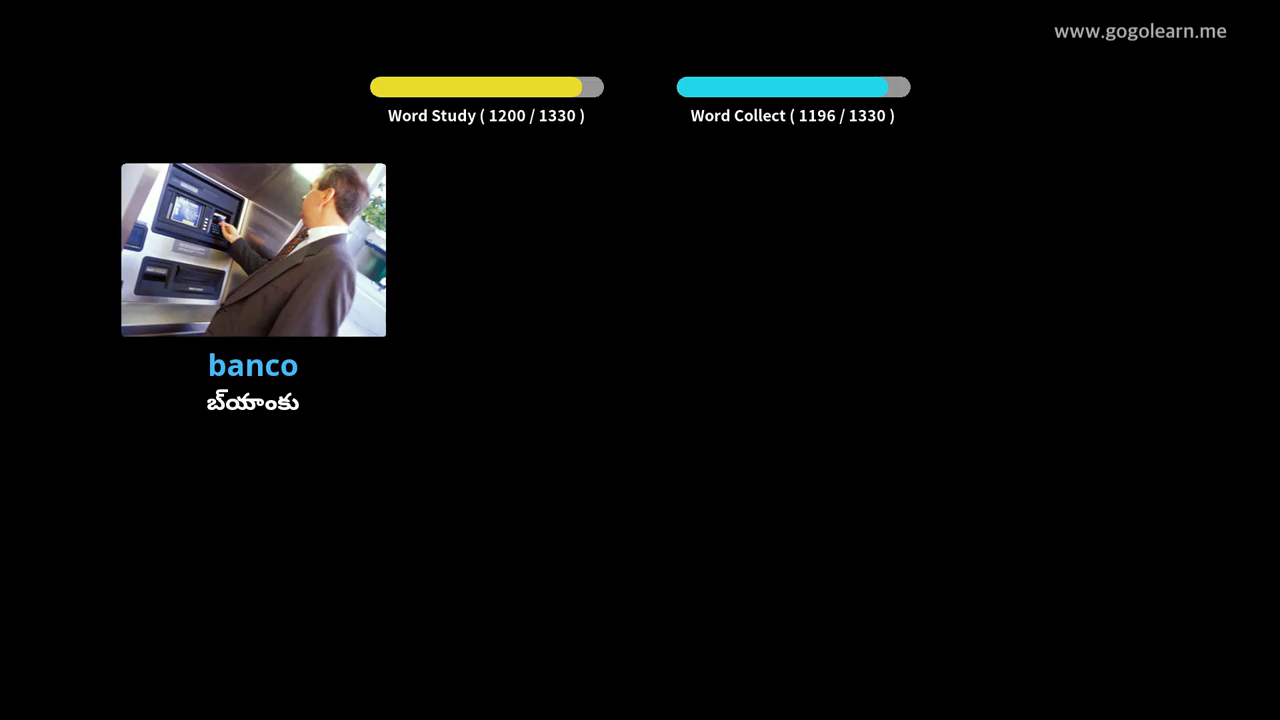 www.gogolearn.me
Word Study ( 1200 / 1330 )
Word Collect ( 1196 / 1330 )
banco
బ్‌యాంకు